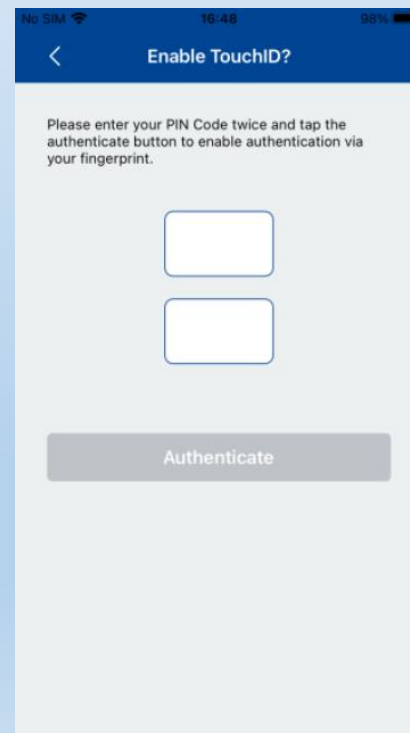 No SIM 16:48 98%
Enable TouchID?
Please enter your PIN Code twice and tap the
authenticate button to enable authentication via
your fingerprint.
Authenticate